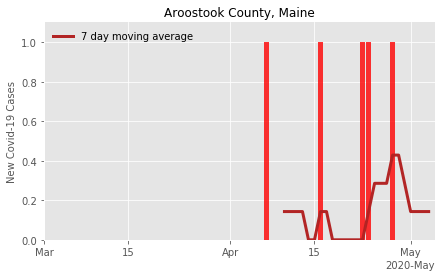 Aroostook County, Maine
7 day moving average
New Covid-19 Cases
1.0
0.8
0.6
0.4
0.2
0.0
Mar
15
Apr
15
May
2020-May